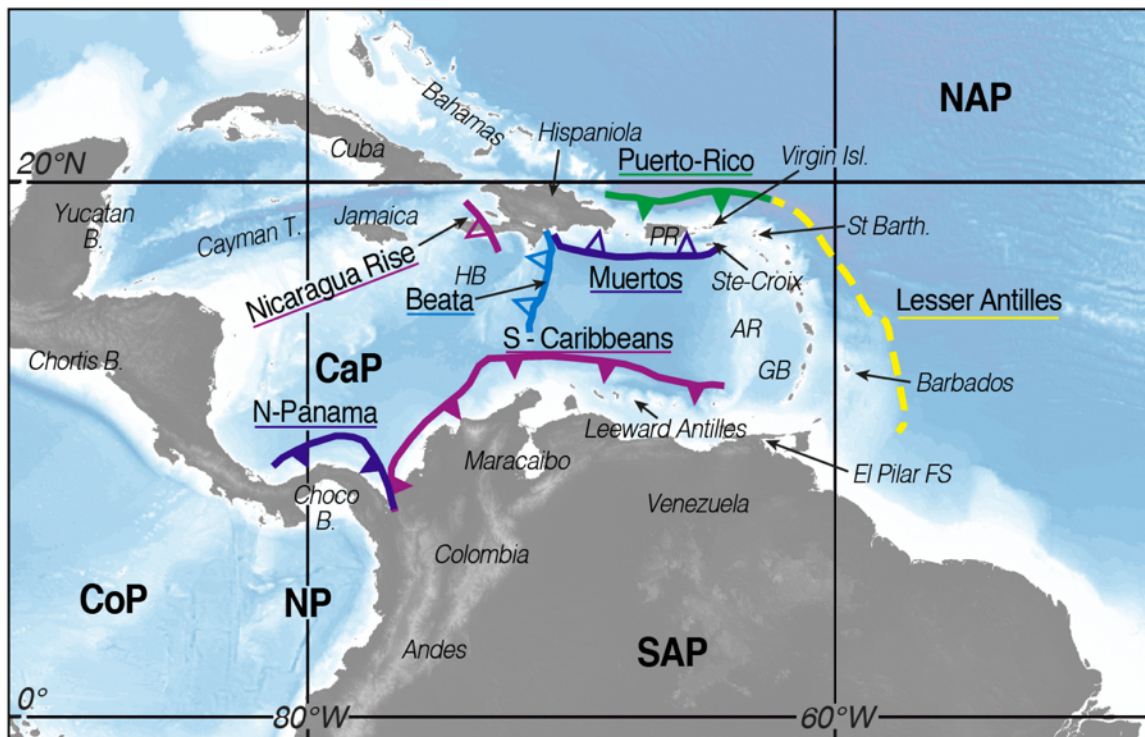 NAP
Bahamas
Hispaniola
Cuba
Puerto-Rico
Virgin Isl.
20°N
Yucatan
B.
Jamaica
Cayman T.
PR
St Barth.
Nicaragua Rise
HB
Beata
Muertos
Ste-Croix
Lesser Antilles
S - Caribbeans
AR
Chortis B.
CaP
GB
Barbados
N-Panama
Leeward Antilles
Maracaibo
El Pilar FS
Choco
B.
Venezuela
Colombia
CoP
NP
Andes
SAP
0°
80°W
60°W